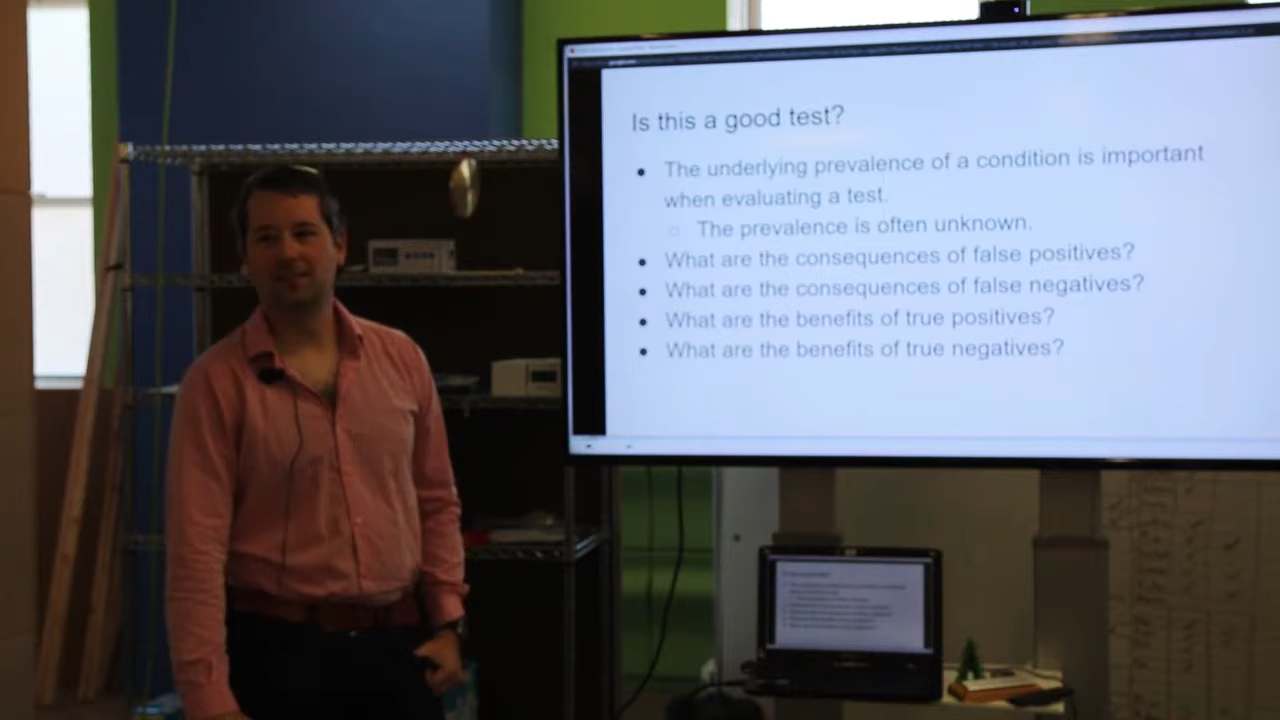 Is this a good test?
The underlying prevalence of a condition is important
when evaluating a test.
The prevalence is often unknown.
What are the consequences of false positives?
What are the consequences of false negatives?
What are the benefits of true positives?
What are the benefits of true negatives?